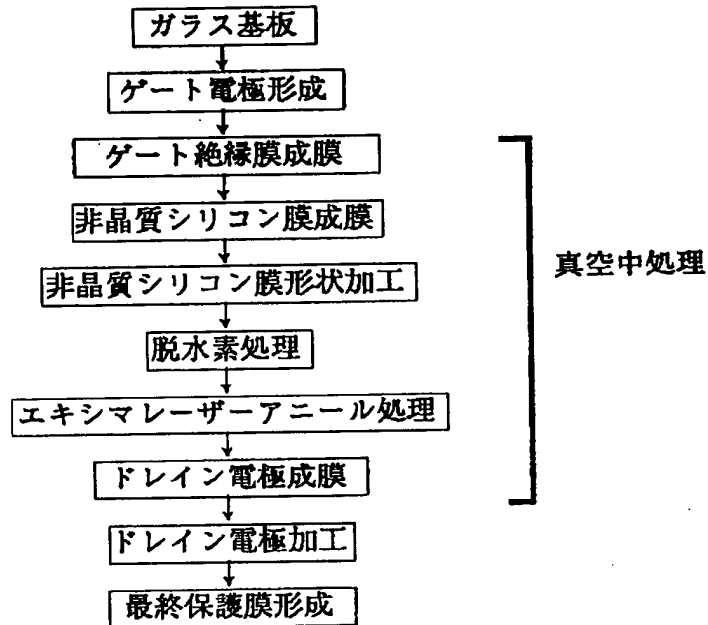 ガラス基板
ゲート電極形成
ゲート絶縁膜成膜
非晶質シリコン膜成膜
非晶質シリコン膜形状加工
真空中処理
脱水素処理
エキシマレーザーアニール処理
ドレイン電極成膜
ドレイン電極加工
最終保護膜形成